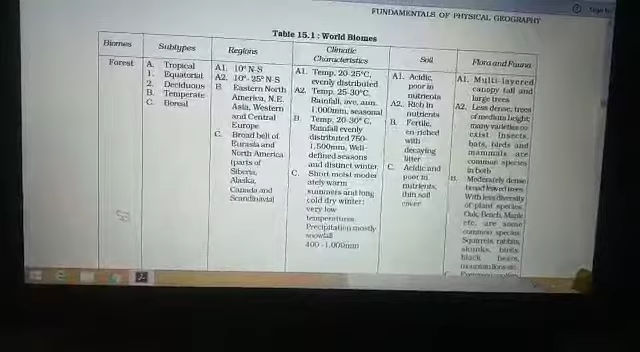 FUNDAMENTALS OF PHYSICAL GEOGRAPHY
Table 15.1 : World Biomes
Biomes
Subtypes
Regions
Climatic
Characteristics
Soil
Flora and Fauna
Forest
A. Tropical
1. Equatorial
2. Deciduous
B. Temperate
C. Boreal
A1. 10° N-S
A2. 10°- 25° N-S
B. Eastern North
America, N.E.
Asia, Western
and Central
Europe
C. Broad belt of
Eurasia and
North America
(parts of
Siberia,
Alaska,
Canada and
Scandinavia)
A1. Temp. 20-25°C,
evenly distributed
A2. Temp. 25-30°C,
Rainfall, ave. ann.
1,000mm, seasonal
B. Temp. 20-30° C,
Rainfall evenly
distributed 750-
1,500mm, Well-
defined seasons
and distinct winter.
C. Short moist moder
ately warm
summers and long
cold dry winter;
very low
temperatures.
Precipitation mostly
snowfall
400 - 1,000mm
A1. Acidic,
poor in
nutrients
A2. Rich in
nutrients
B. Fertile,
en-riched
with
decaying
litter
C. Acidic and
poor in
nutrients,
thin soil
cover
A1. Multi-layered
canopy tall and
large trees
A2. Less dense, trees
of medium height;
many varieties co-
exist. Insects,
bats, birds and
mammals are
common species
in both
B. Moderately dense
broad leaved trees.
With less diversity
of plant species.
Oak, Beach, Maple
etc. are some
common species.
Squirrels, rabbits,
skunks, birds,
black bears,
mountain lions etc.